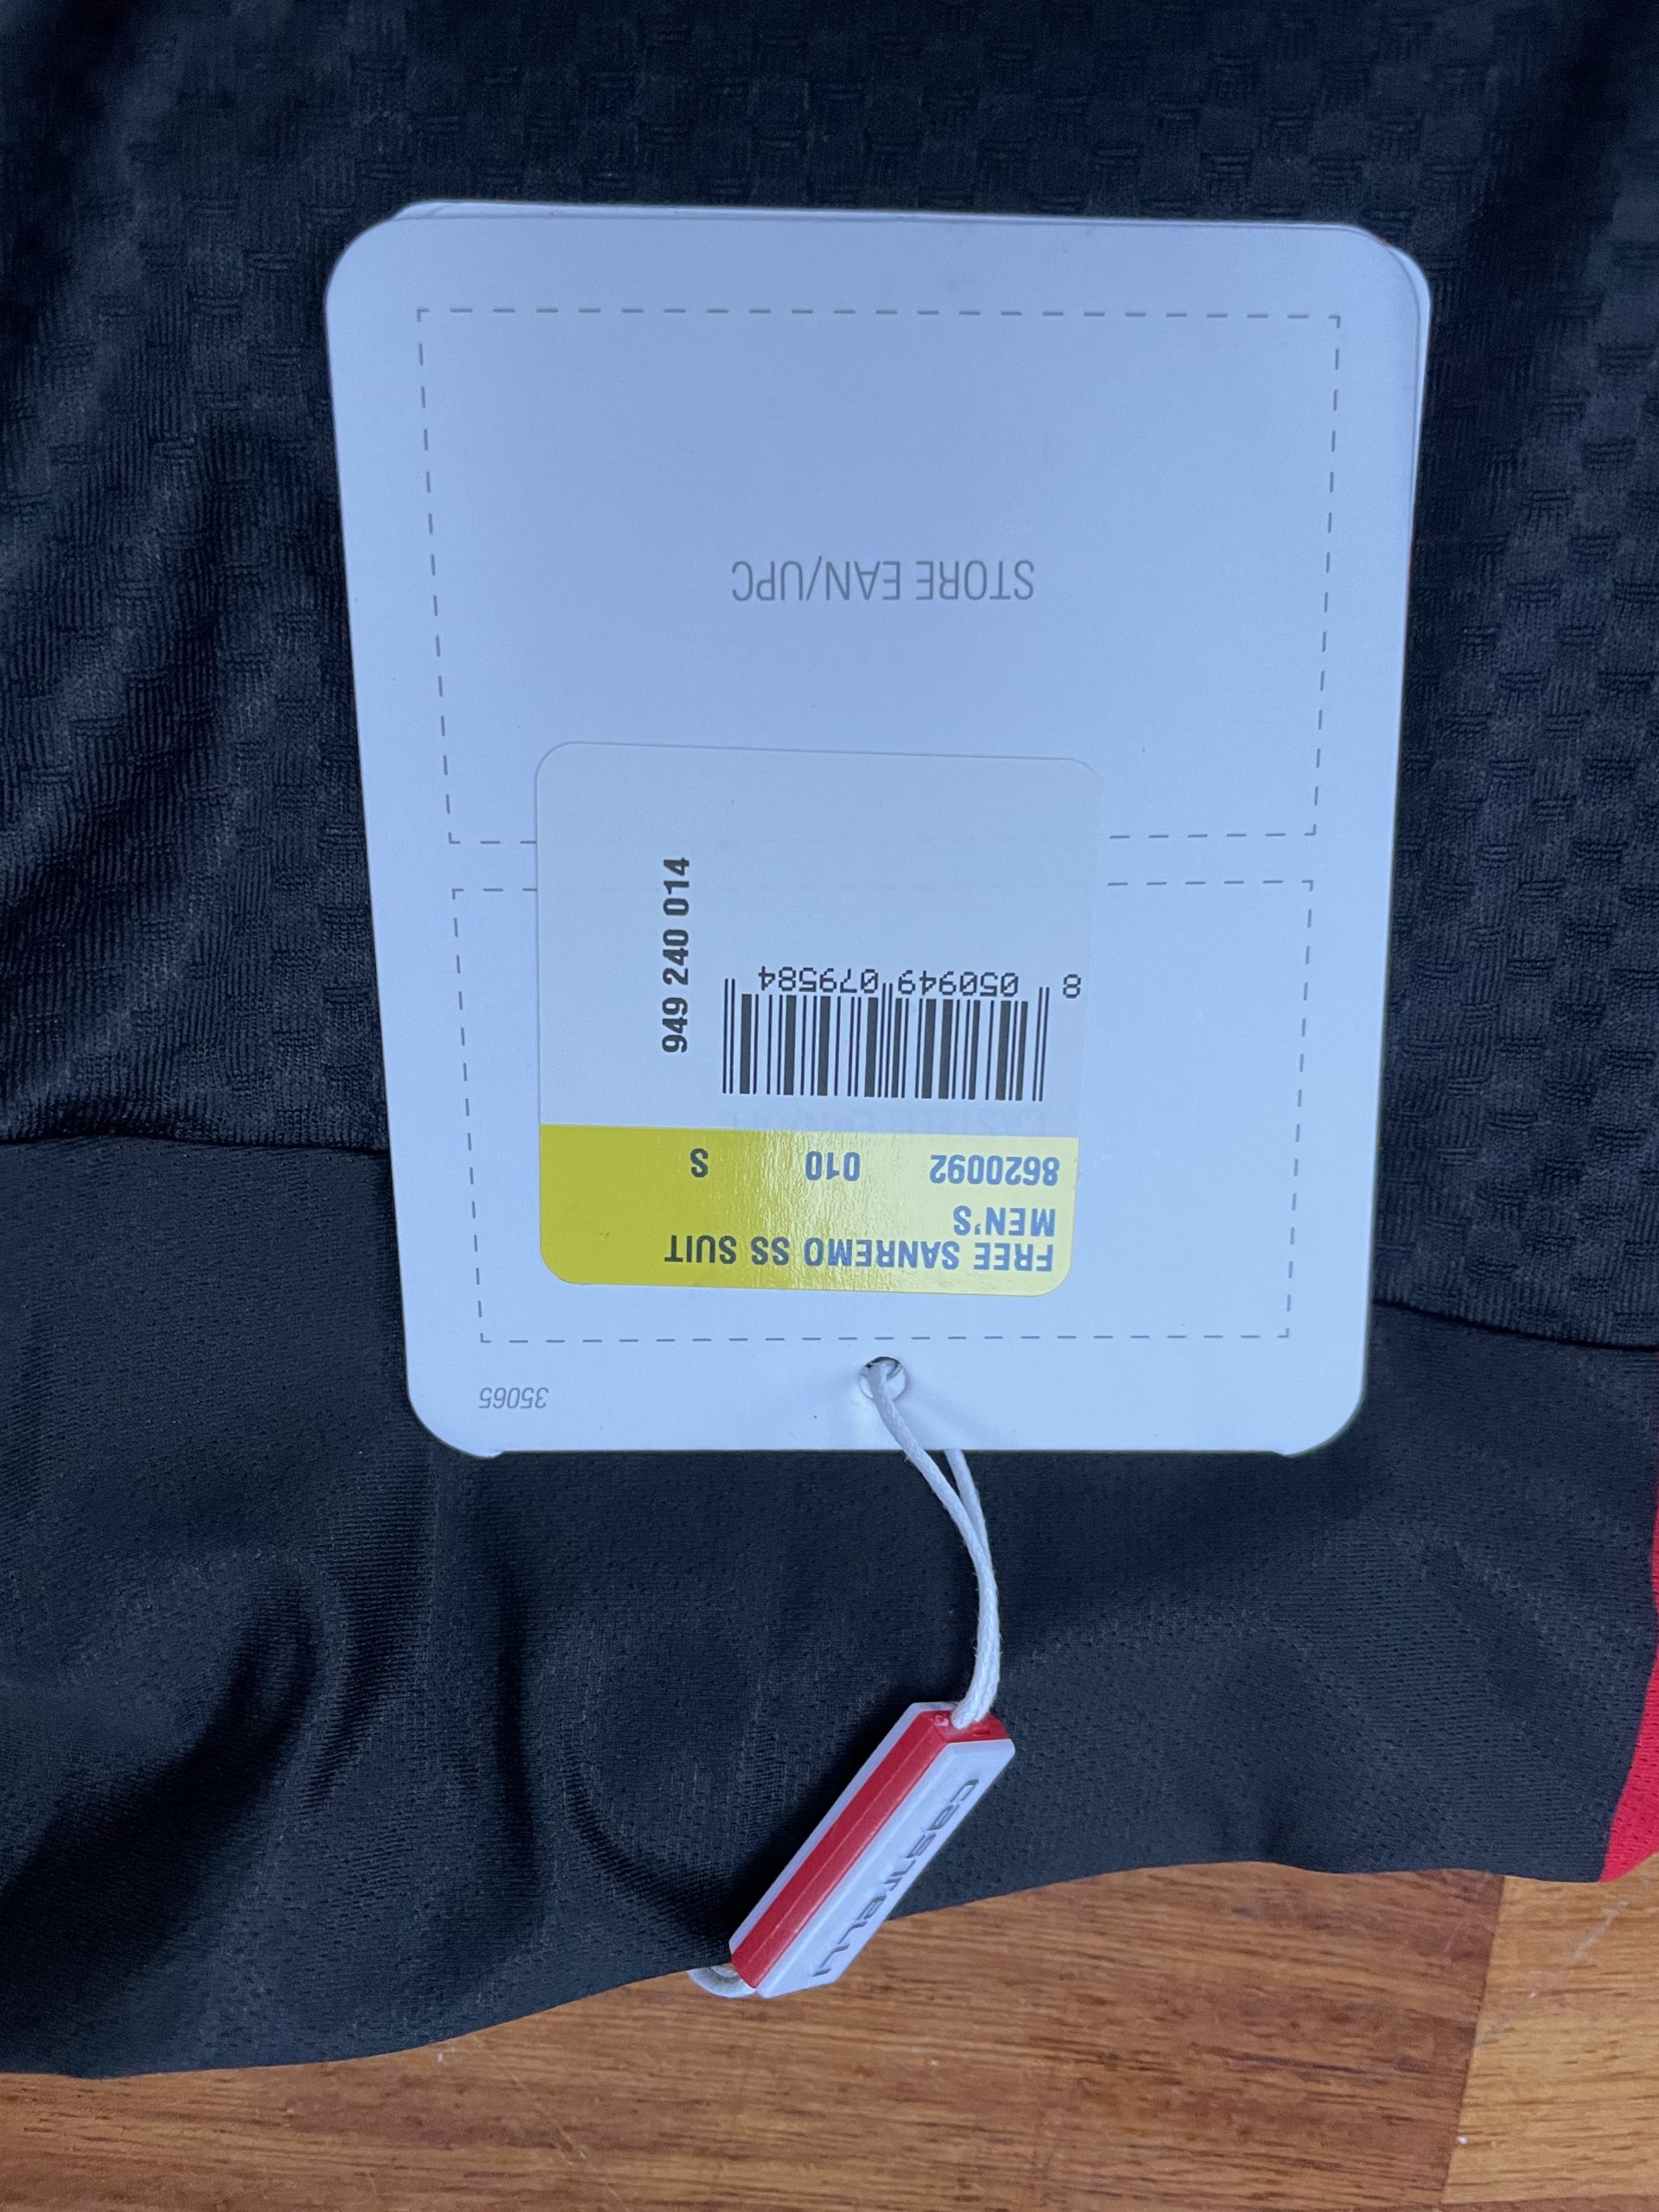 35065
FREE SANREMO SS SUIT
MEN'S
8620092 010 S
8 050949 079584
949 240 014
STORE EAN/UPC
castelli